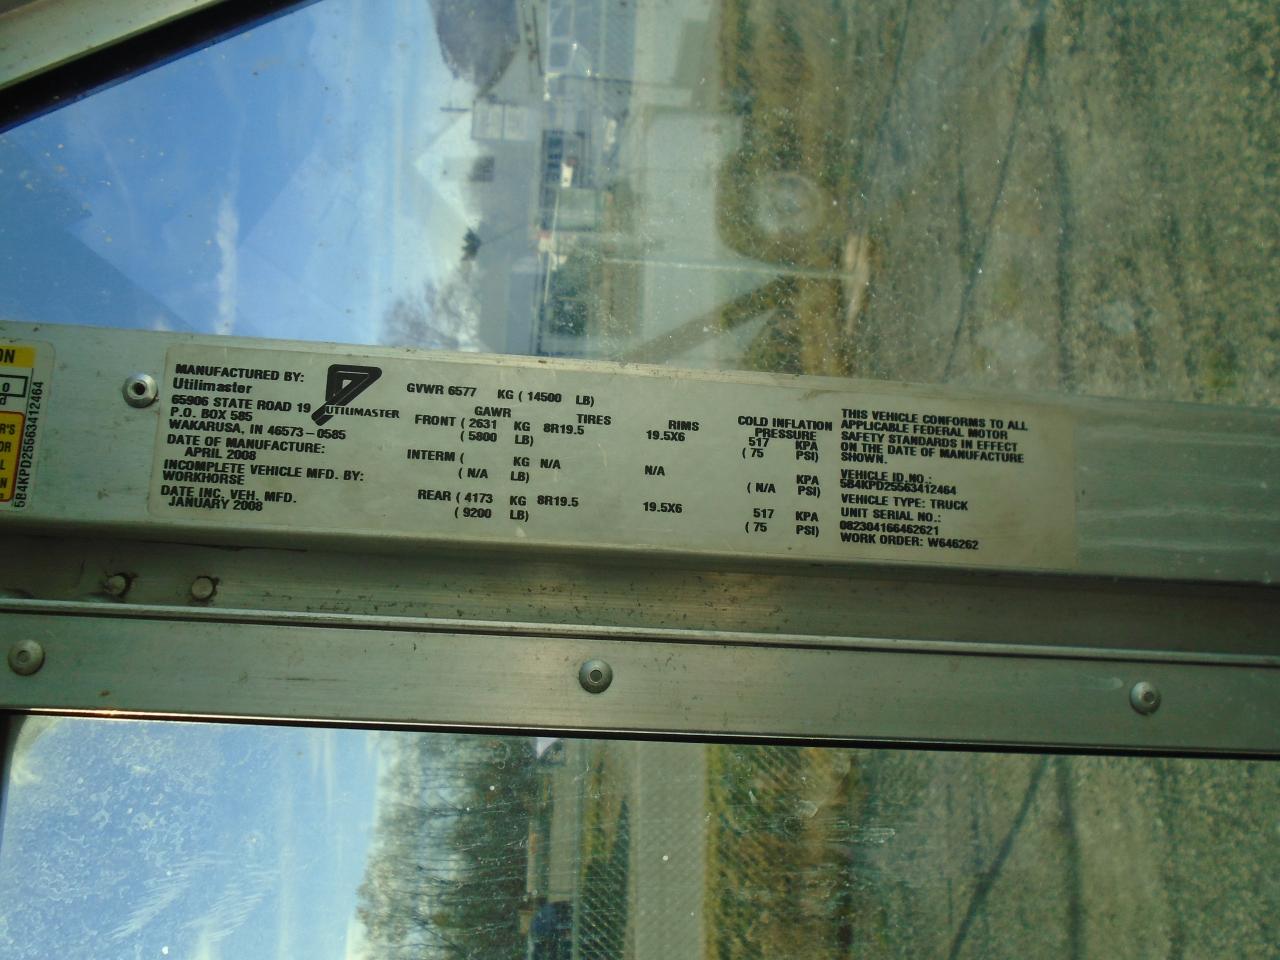 ON
0
R'S
OR
L
ON
5B4KPD25563412464
MANUFACTURED BY:
Utilimaster
65906 STATE ROAD 19
P.O. BOX 585
WAKARUSA, IN 46573-0585
DATE OF MANUFACTURE:
APRIL 2008
INCOMPLETE VEHICLE MFD. BY:
WORKHORSE
DATE INC. VEH. MFD.
JANUARY 2008
UTILIMASTER
GVWR 6577 KG ( 14500 LB)
GAWR TIRES RIMS COLD INFLATION PRESSURE
FRONT ( 2631 KG 8R19.5 19.5X6 517 KPA
( 5800 LB) ( 75 PSI)
INTERM ( KG N/A N/A KPA
( N/A LB) ( N/A PSI)
REAR ( 4173 KG 8R19.5 19.5X6 517 KPA
( 9200 LB) ( 75 PSI)
THIS VEHICLE CONFORMS TO ALL
APPLICABLE FEDERAL MOTOR
SAFETY STANDARDS IN EFFECT
ON THE DATE OF MANUFACTURE
SHOWN.
VEHICLE ID.NO.:
5B4KPD25563412464
VEHICLE TYPE: TRUCK
UNIT SERIAL NO.:
082304166462621
WORK ORDER: W646262